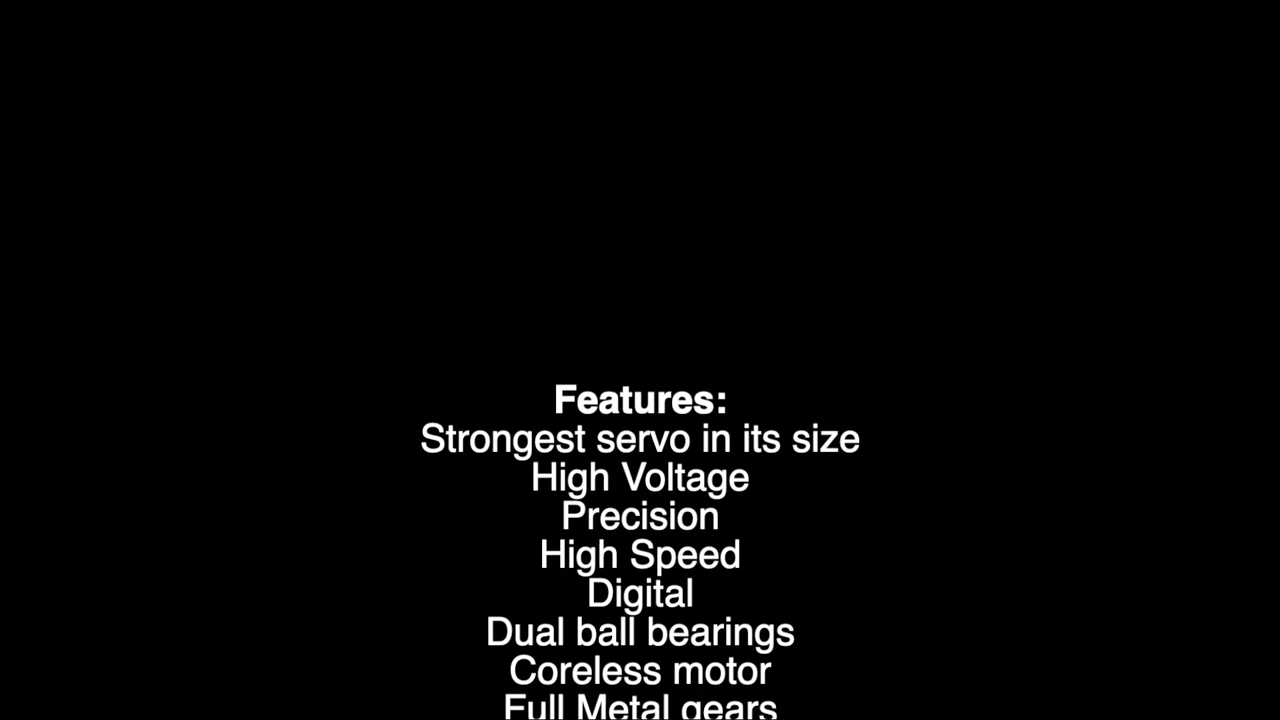 Features:
Strongest servo in its size
High Voltage
Precision
High Speed
Digital
Dual ball bearings
Coreless motor
Full Metal gears